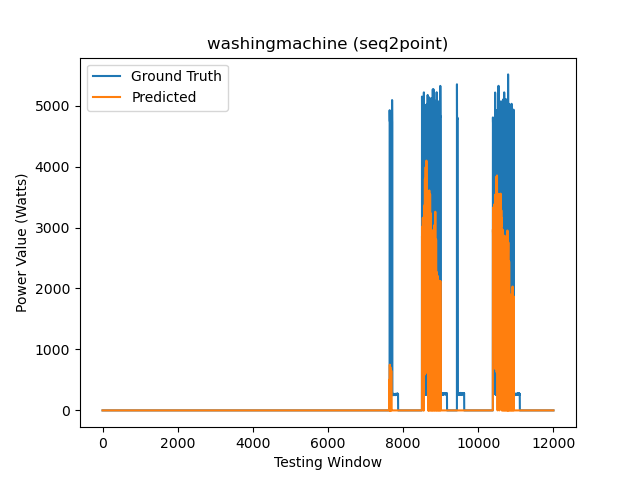 washingmachine (seq2point)
Ground Truth
Predicted
5000
4000
3000
2000
1000
0
Power Value (Watts)
0 2000 4000 6000 8000 10000 12000
Testing Window